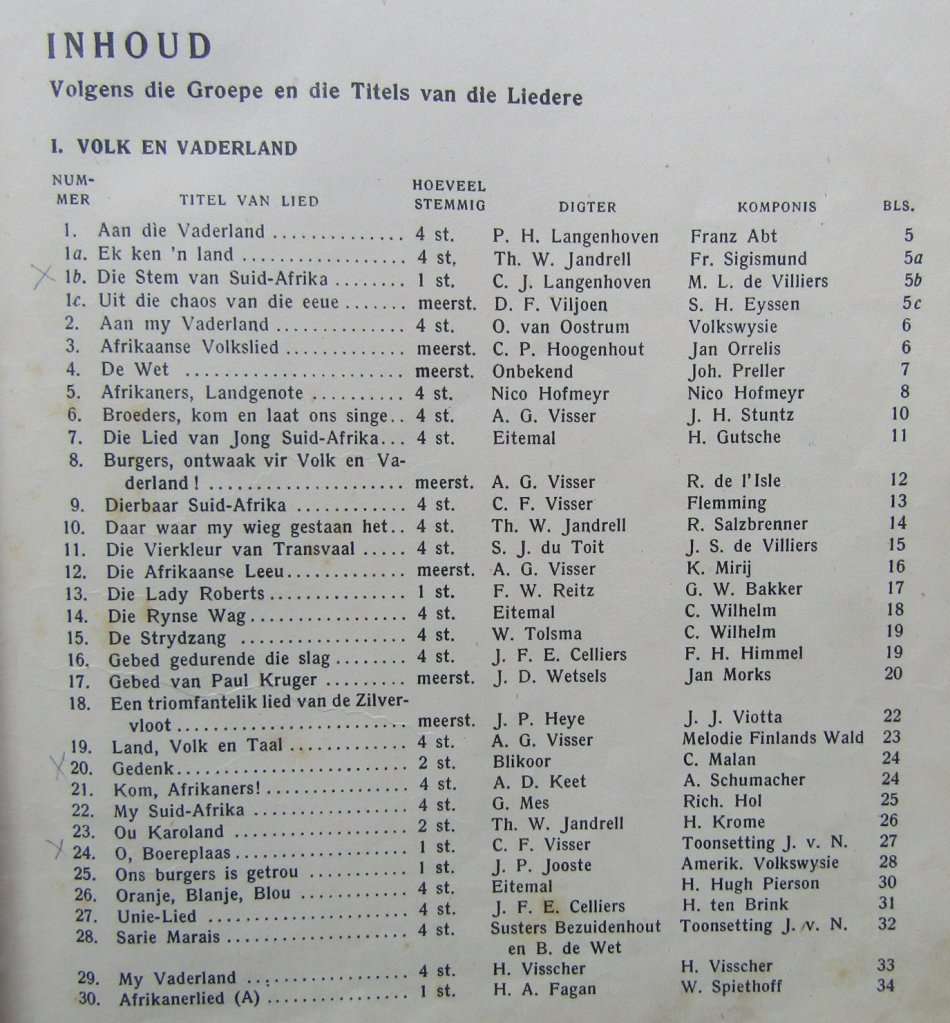 INHOUD
Volgens die Groepe en die Titels van die Liedere
I. VOLK EN VADERLAND
NUM-MER TITEL VAN LIED HOEVEEL STEMMIG DIGTER KOMPONIS BLS.
1. Aan die Vaderland .............. 4 st. P. H. Langenhoven Franz Abt 5
1a. Ek ken 'n land ................. 4 st, Th. W. Jandrell Fr. Sigismund 5a
1b. Die Stem van Suid-Afrika ........ 1 st. C. J. Langenhoven M. L. de Villiers 5b
1c. Uit die chaos van die eeue ....... meerst. D. F. Viljoen S. H. Eyssen 5c
2. Aan my Vaderland .............. 4 st. O. van Oostrum Volkswysie 6
3. Afrikaanse Volkslied ............. meerst. C. P. Hoogenhout Jan Orrelis 6
4. De Wet ....................... meerst. Onbekend Joh. Preller 7
5. Afrikaners, Landgenote .......... 4 st. Nico Hofmeyr Nico Hofmeyr 8
6. Broeders, kom en laat ons singe.. 4 st. A. G. Visser J. H. Stuntz 10
7. Die Lied van Jong Suid-Afrika... 4 st. Eitemal H. Gutsche 11
8. Burgers, ontwaak vir Volk en Va-
derland ! ..................... meerst. A. G. Visser R. de l'Isle 12
9. Dierbaar Suid-Afrika ............ 4 st. C. F. Visser Flemming 13
10. Daar waar my wieg gestaan het.. 4 st. Th. W. Jandrell R. Salzbrenner 14
11. Die Vierkleur van Transvaal ..... 4 st. S. J. du Toit J. S. de Villiers 15
12. Die Afrikaanse Leeu............. meerst. A. G. Visser K. Mirij 16
13. Die Lady Roberts............... 1 st. F. W. Reitz G. W. Bakker 17
14. Die Rynse Wag................. 4 st. Eitemal C. Wilhelm 18
15. De Strydzang .................. 4 st. W. Tolsma C. Wilhelm 19
16. Gebed gedurende die slag........ 4 st. J. F. E. Celliers F. H. Himmel 19
17. Gebed van Paul Kruger ......... meerst. J. D. Wetsels Jan Morks 20
18. Een triomfantelik lied van de Zilver-
vloot......................... meerst. J. P. Heye J. J. Viotta 22
19. Land, Volk en Taal ............. 4 st. A. G. Visser Melodie Finlands Wald 23
20. Gedenk......................... 2 st. Blikoor C. Malan 24
21. Kom, Afrikaners!................ 4 st. A. D. Keet A. Schumacher 24
22. My Suid-Afrika ................. 4 st. G. Mes Rich. Hol 25
23. Ou Karoland ................... 2 st. Th. W. Jandrell H. Krome 26
24. O, Boereplaas................... 1 st. C. F. Visser Toonsetting J. v. N. 27
25. Ons burgers is getrou ........... 1 st. J. P. Jooste Amerik. Volkswysie 28
26. Oranje, Blanje, Blou ............ 4 st. Eitemal H. Hugh Pierson 30
27. Unie-Lied ...................... 4 st. J. F. E. Celliers H. ten Brink 31
28. Sarie Marais .................... 4 st. Susters Bezuidenhout Toonsetting J. v. N. 32
en B. de Wet
29. My Vaderland .................. 4 st. H. Visscher H. Visscher 33
30. Afrikanerlied (A) ................ 1 st. H. A. Fagan W. Spiethoff 34